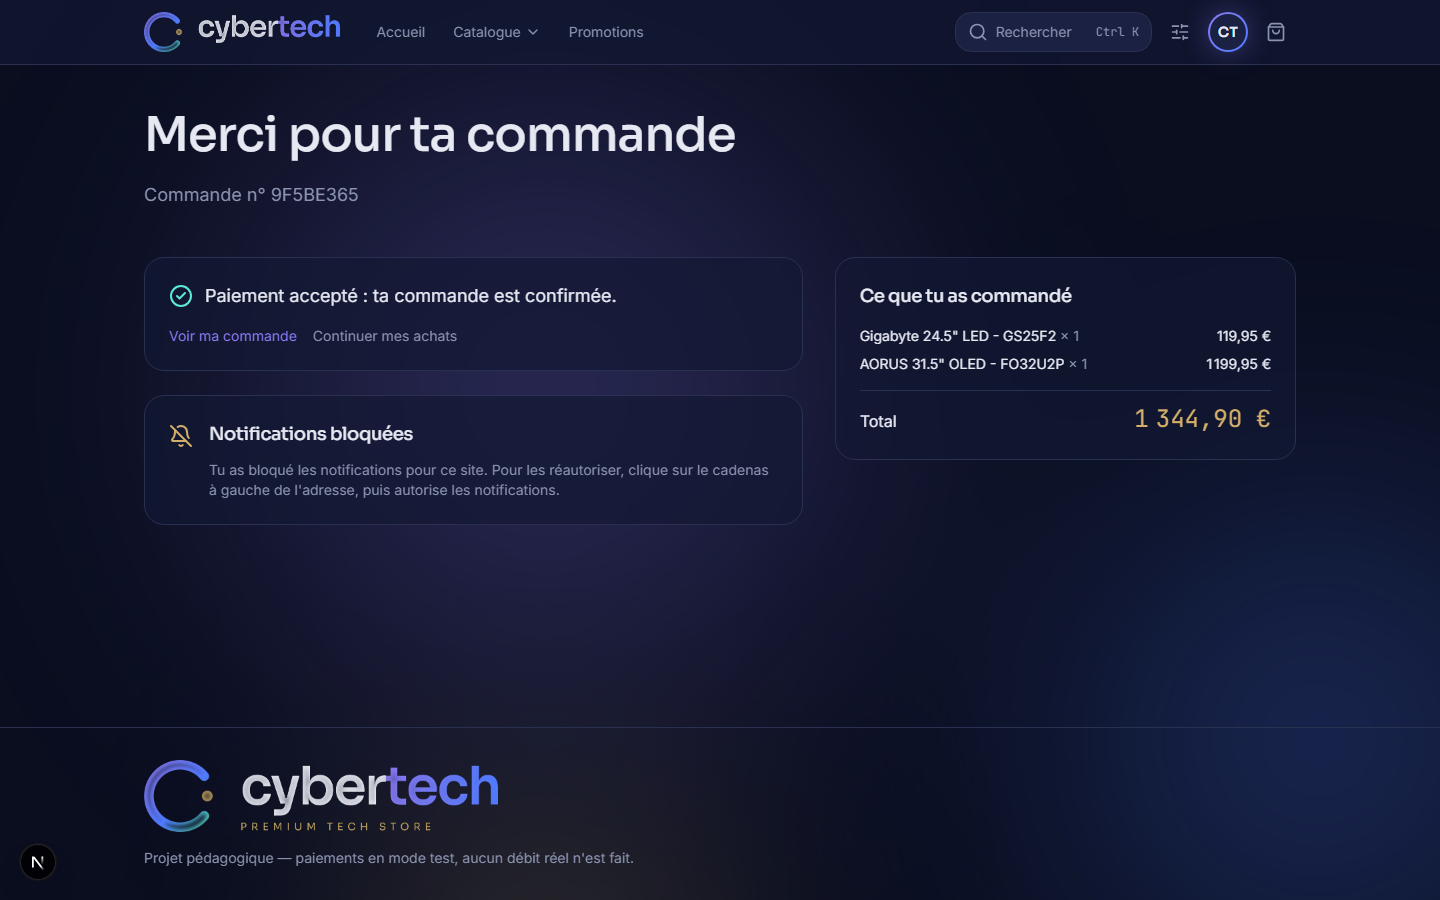 cybertech
Accueil
Catalogue
Promotions
Rechercher
Ctrl K
CT
Merci pour ta commande
Commande n° 9F5BE365
Paiement accepté : ta commande est confirmée.
Voir ma commande
Continuer mes achats
Notifications bloquées
Tu as bloqué les notifications pour ce site. Pour les réautoriser, clique sur le cadenas
à gauche de l'adresse, puis autorise les notifications.
Ce que tu as commandé
Gigabyte 24.5" LED - GS25F2 × 1 119,95 €
AORUS 31.5" OLED - FO32U2P × 1 1 199,95 €
Total 1 344,90 €
cybertech
PREMIUM TECH STORE
Projet pédagogique — paiements en mode test, aucun débit réel n'est fait.
N